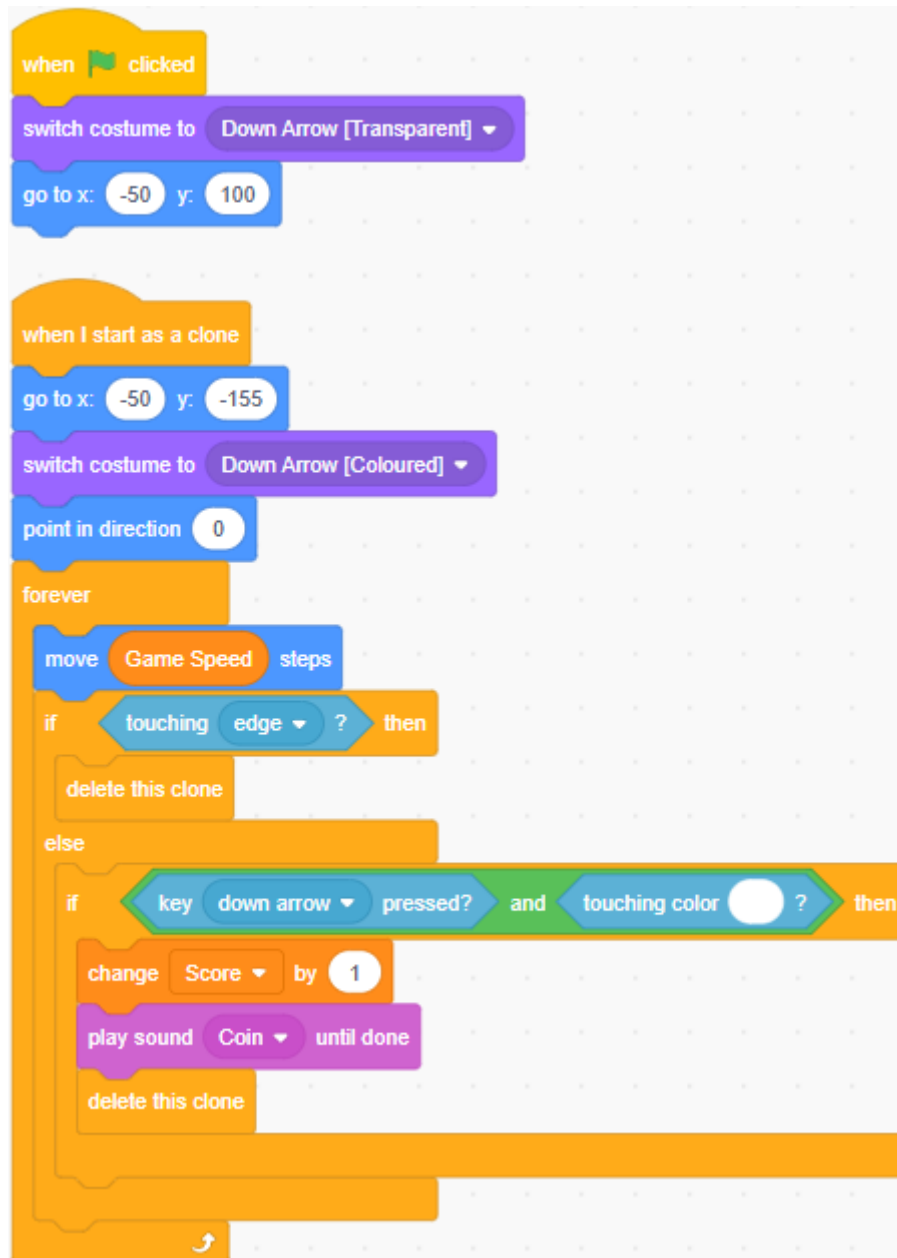 when clicked
switch costume to Down Arrow [Transparent]
go to x: -50 y: 100
when I start as a clone
go to x: -50 y: -155
switch costume to Down Arrow [Coloured]
point in direction 0
forever
move Game Speed steps
if touching edge ? then
delete this clone
else
if key down arrow pressed? and touching color ? then
change Score by 1
play sound Coin until done
delete this clone